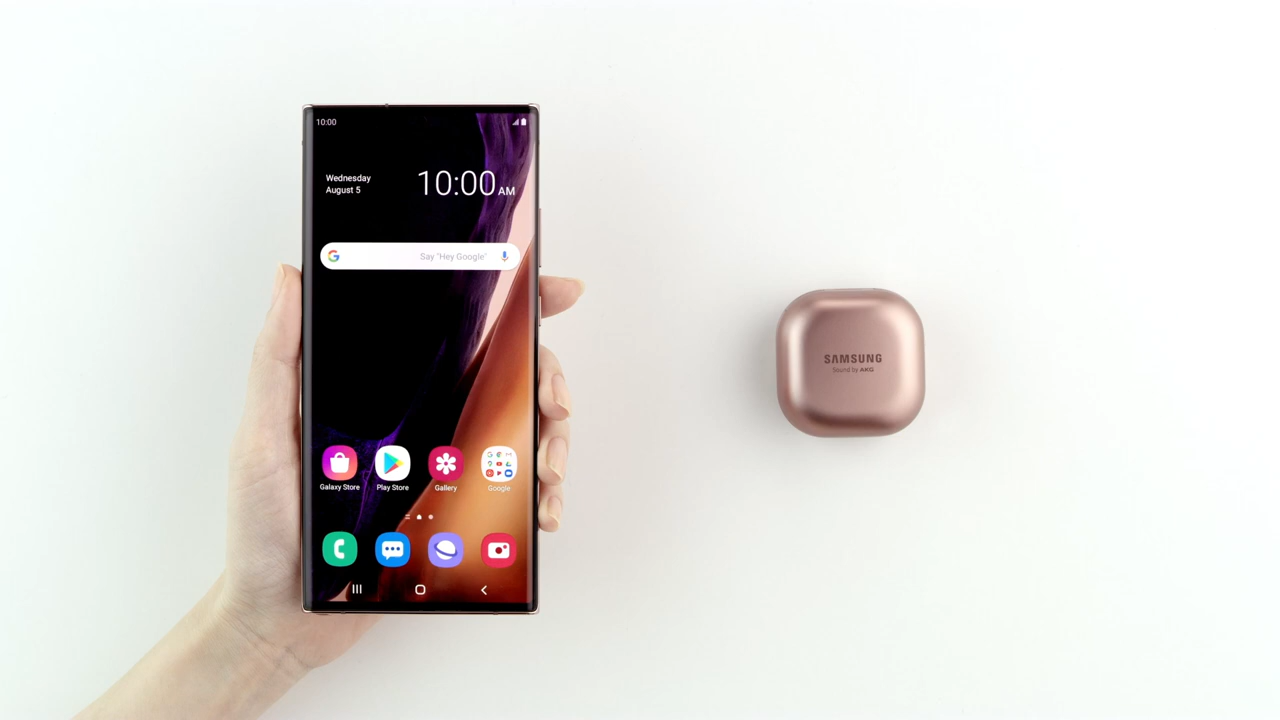 10:00
Wednesday
August 5
10:00 AM
Say "Hey Google"
Galaxy Store
Play Store
Gallery
Google
SAMSUNG
Sound by AKG